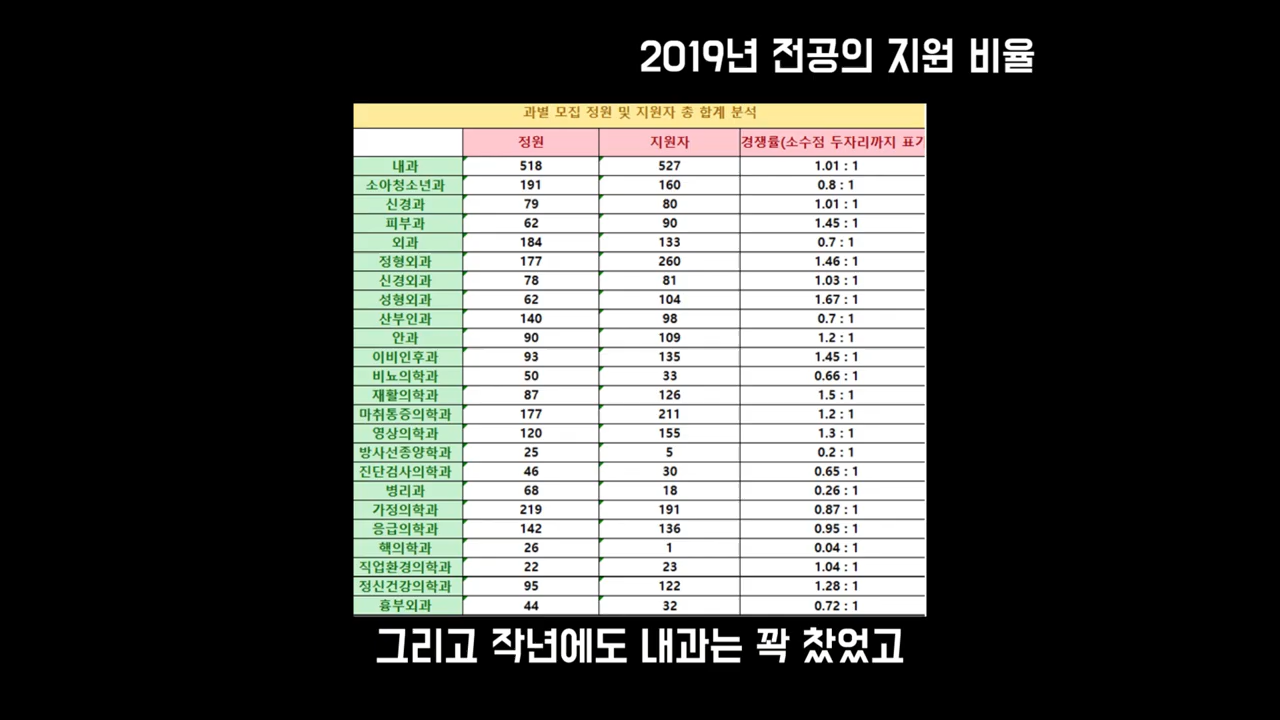 2019년 전공의 지원 비율
과별 모집 정원 및 지원자 총 합계 분석
정원 지원자 경쟁률(소수점 두자리까지 표기
내과 518 527 1.01 : 1
소아청소년과 191 160 0.8 : 1
신경과 79 80 1.01 : 1
피부과 62 90 1.45 : 1
외과 184 133 0.7 : 1
정형외과 177 260 1.46 : 1
신경외과 78 81 1.03 : 1
성형외과 62 104 1.67 : 1
산부인과 140 98 0.7 : 1
안과 90 109 1.2 : 1
이비인후과 93 135 1.45 : 1
비뇨의학과 50 33 0.66 : 1
재활의학과 87 126 1.5 : 1
마취통증의학과 177 211 1.2 : 1
영상의학과 120 155 1.3 : 1
방사선종양학과 25 5 0.2 : 1
진단검사의학과 46 30 0.65 : 1
병리과 68 18 0.26 : 1
가정의학과 219 191 0.87 : 1
응급의학과 142 136 0.95 : 1
핵의학과 26 1 0.04 : 1
직업환경의학과 22 23 1.04 : 1
정신건강의학과 95 122 1.28 : 1
흉부외과 44 32 0.72 : 1
그리고 작년에도 내과는 꽉 찼었고